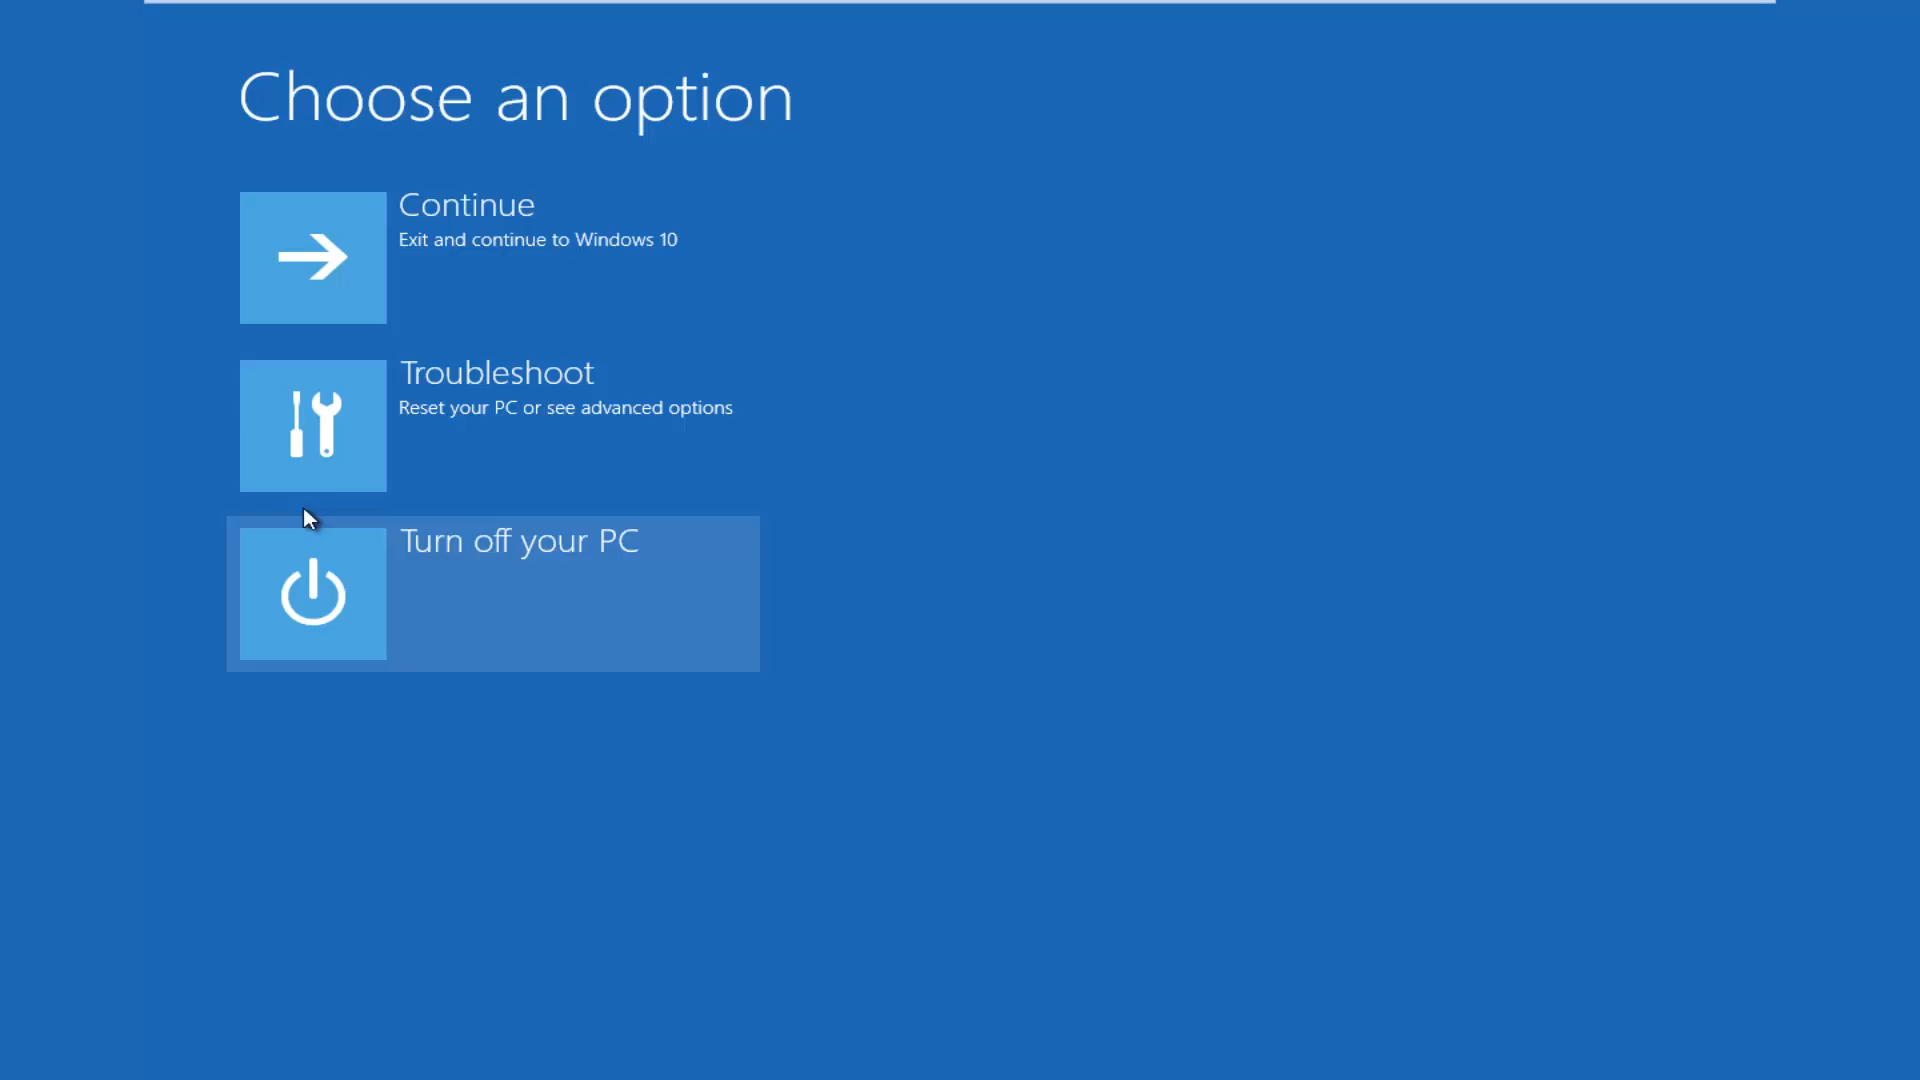 Choose an option
Continue
Exit and continue to Windows 10
Troubleshoot
Reset your PC or see advanced options
Turn off your PC